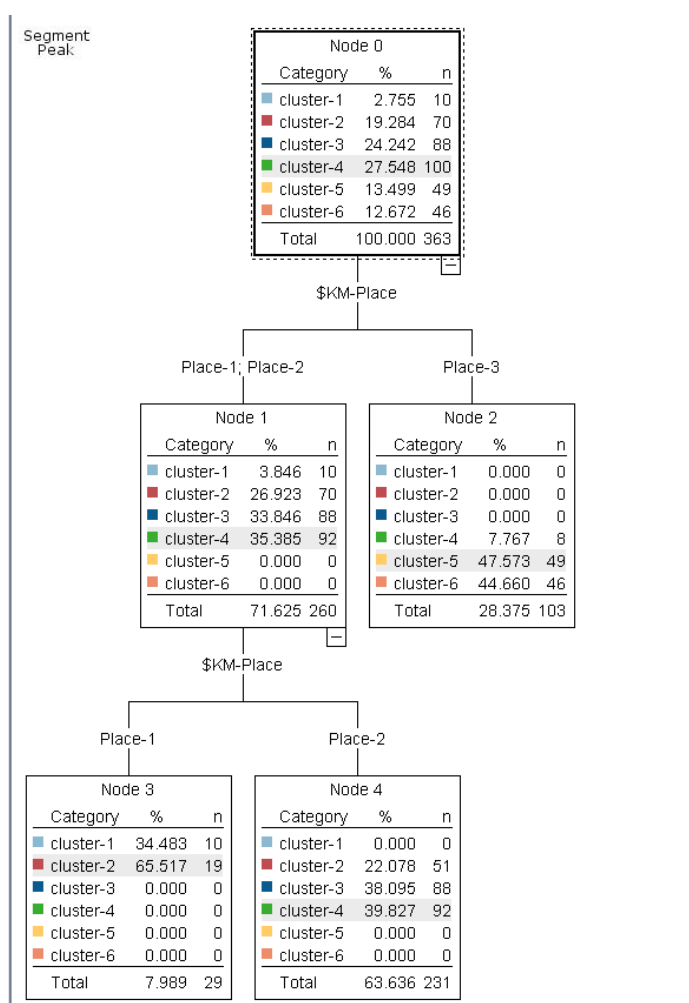 Segment
Peak
Node 0
Category % n
cluster-1 2.755 10
cluster-2 19.284 70
cluster-3 24.242 88
cluster-4 27.548 100
cluster-5 13.499 49
cluster-6 12.672 46
Total 100.000 363
$KM-Place
Place-1; Place-2
Place-3
Node 1
Category % n
cluster-1 3.846 10
cluster-2 26.923 70
cluster-3 33.846 88
cluster-4 35.385 92
cluster-5 0.000 0
cluster-6 0.000 0
Total 71.625 260
Node 2
Category % n
cluster-1 0.000 0
cluster-2 0.000 0
cluster-3 0.000 0
cluster-4 7.767 8
cluster-5 47.573 49
cluster-6 44.660 46
Total 28.375 103
$KM-Place
Place-1
Place-2
Node 3
Category % n
cluster-1 34.483 10
cluster-2 65.517 19
cluster-3 0.000 0
cluster-4 0.000 0
cluster-5 0.000 0
cluster-6 0.000 0
Total 7.989 29
Node 4
Category % n
cluster-1 0.000 0
cluster-2 22.078 51
cluster-3 38.095 88
cluster-4 39.827 92
cluster-5 0.000 0
cluster-6 0.000 0
Total 63.636 231